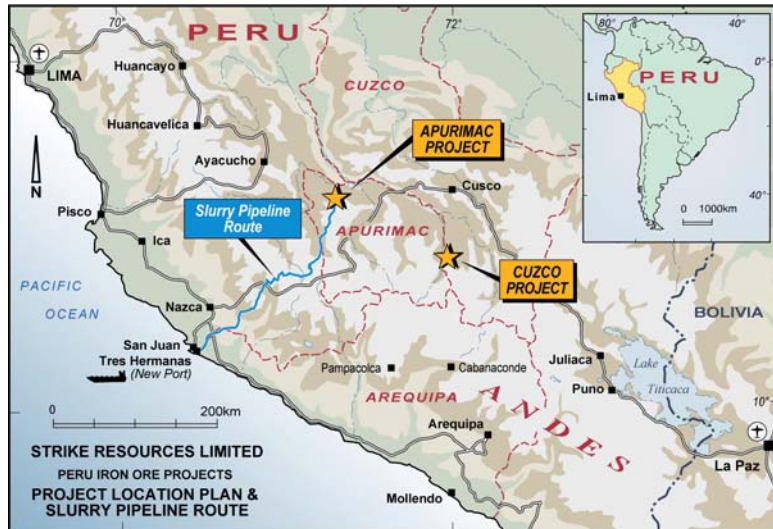 70°
72
PERU
LIMA
Huancayo
Huancavelica
Ayacucho
CUZCO
APURIMAC
PROJECT
N
Pisco
Ica
Slurry Pipeline
Route
APURIMAC
Cusco
CUZCO
PROJECT
PACIFIC
OCEAN
Nazca
San Juan
Tres Hermanas
(New Port)
Pampacolca
Cabanaconde
Juliaca
Puno
Lake
Titicaca
BOLIVIA
10°
La Paz
AREQUIPA
ANDES
Arequipa
Mollendo
0
200km
STRIKE RESOURCES LIMITED
PERU IRON ORE PROJECTS
PROJECT LOCATION PLAN &
SLURRY PIPELINE ROUTE
80°
40°
0°
PERU
Lima
40°
0 1000km